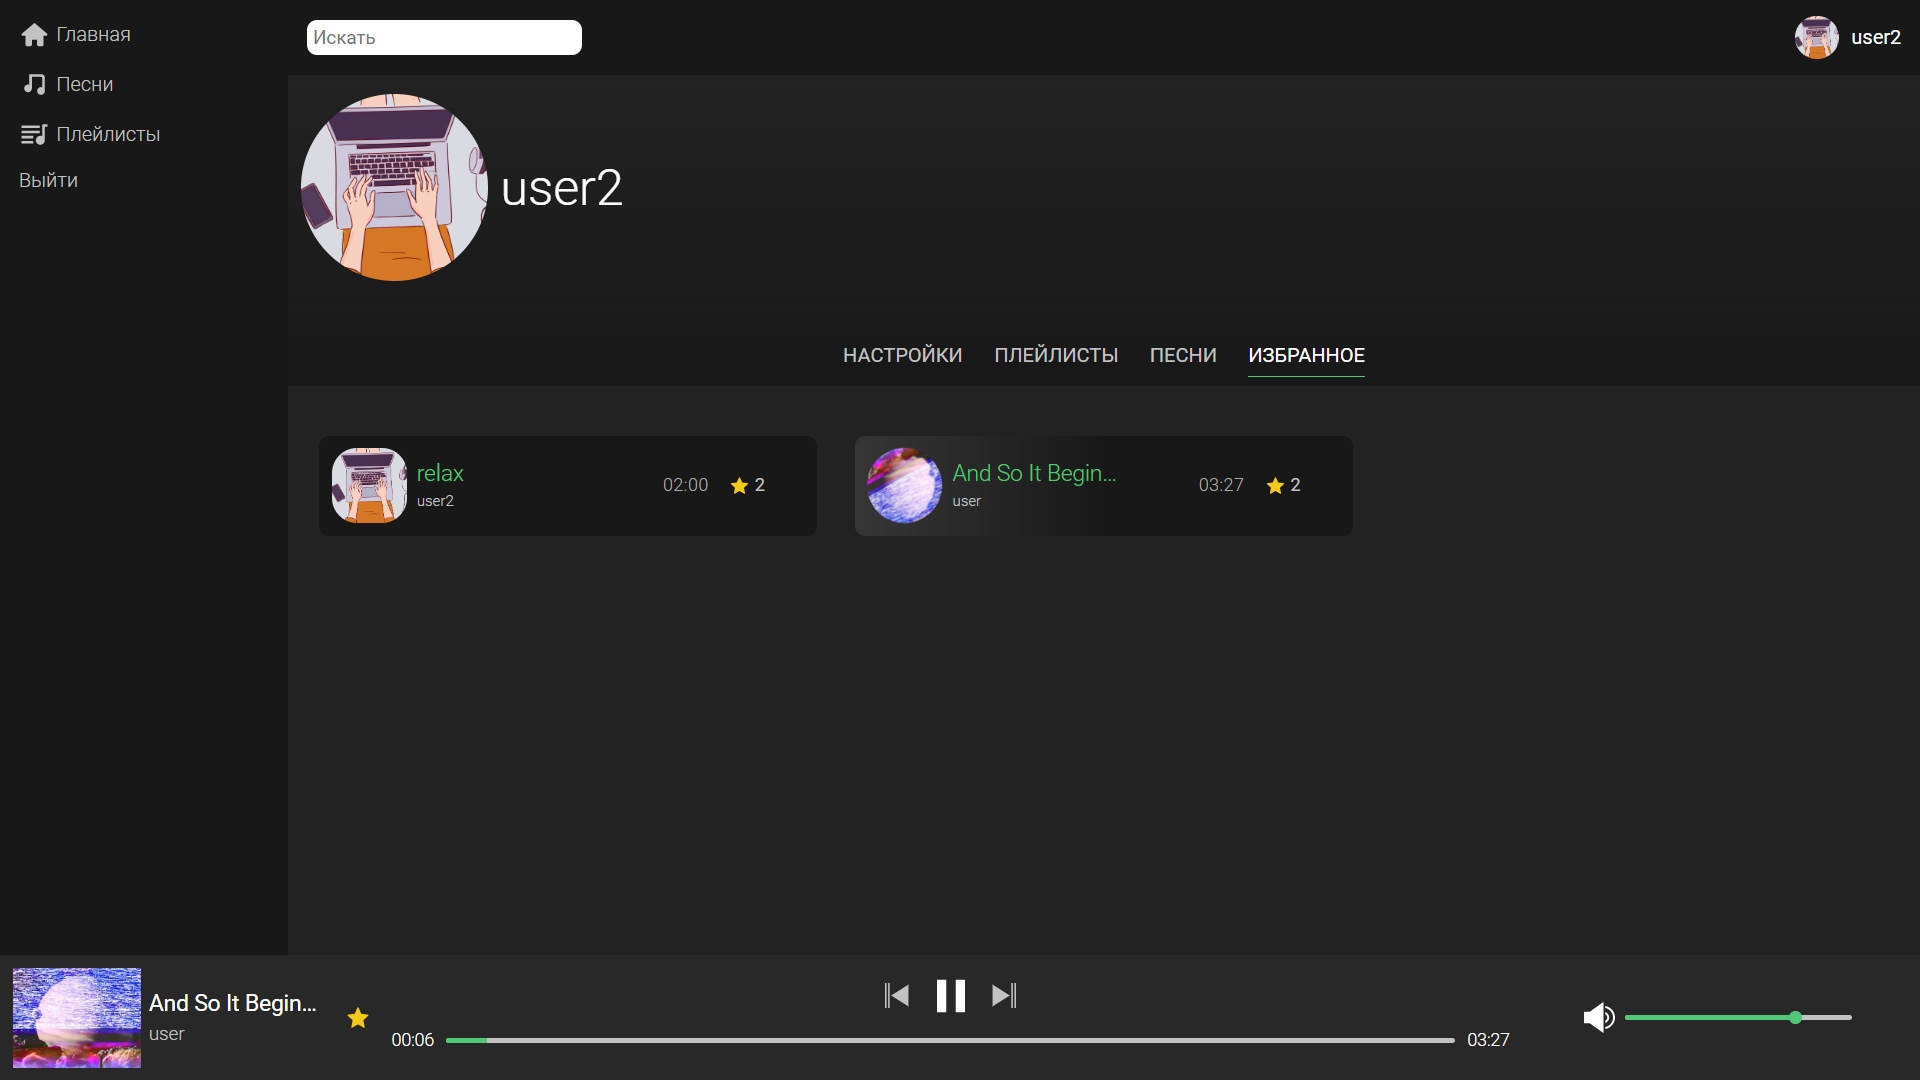 Главная
Песни
Плейлисты
Выйти
Искать
user2
user2
НАСТРОЙКИ ПЛЕЙЛИСТЫ ПЕСНИ ИЗБРАННОЕ
relax
user2
02:00
2
And So It Begin...
user
03:27
2
And So It Begin...
user
00:06
03:27